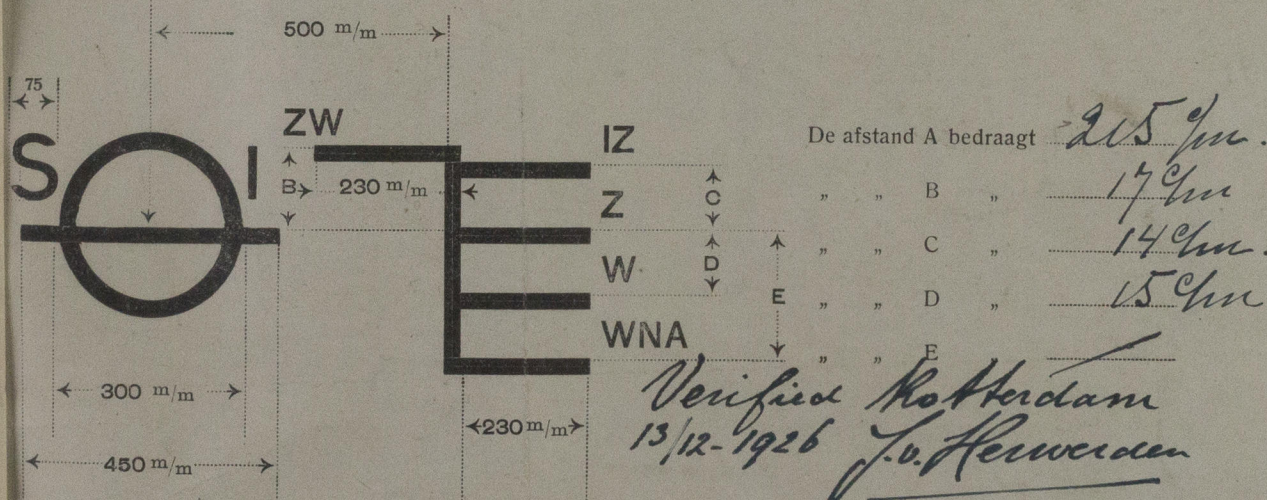 500 m/m
75
S I
ZW
B 230 m/m
IZ
Z
W
WNA
C
D
E
De afstand A bedraagt 215 c/m.
„ „ B „ 17 c/m
„ „ C „ 14 c/m.
„ „ D „ 15 c/m
„ „ E „
300 m/m
450 m/m
230 m/m
Verified Rotterdam
13/12-1926 J.v. Herwerden